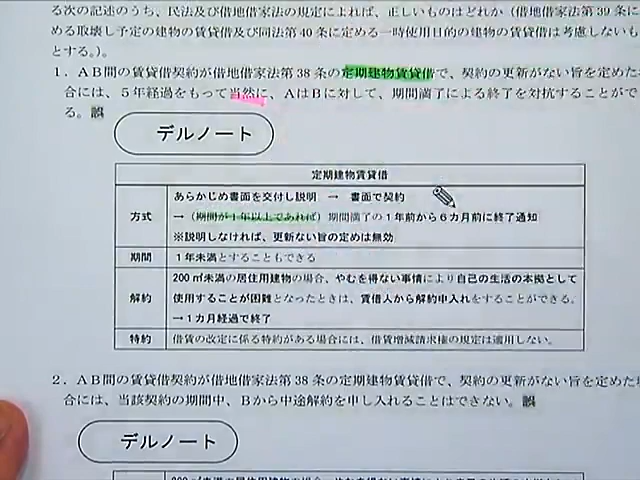 る次の記述のうち、民法及び借地借家法の規定によれば、正しいものはどれか（借地借家法第39条に
める取壊し予定の建物の賃貸借及び同法第40条に定める一時使用目的の建物の賃貸借は考慮しないも
とする。）。
1．AB間の賃貸借契約が借地借家法第38条の定期建物賃貸借で、契約の更新がない旨を定めた
合には、5年経過をもって当然に、AはBに対して、期間満了による終了を対抗することがで
る。誤
デルノート
定期建物賃貸借
方式
あらかじめ書面を交付し説明 → 書面で契約
→（期間が1年以上であれば）期間満了の1年前から6カ月前に終了通知
※説明しなければ、更新ない旨の定めは無効
期間
1年未満とすることもできる
解約
200㎡未満の居住用建物の場合、やむを得ない事情により自己の生活の本拠として
使用することが困難となったときは、賃借人から解約申入れをすることができる。
→1カ月経過で終了
特約
借賃の改定に係る特約がある場合には、借賃増減請求権の規定は適用しない。
2．AB間の賃貸借契約が借地借家法第38条の定期建物賃貸借で、契約の更新がない旨を定めた
合には、当該契約の期間中、Bから中途解約を申し入れることはできない。誤
デルノート